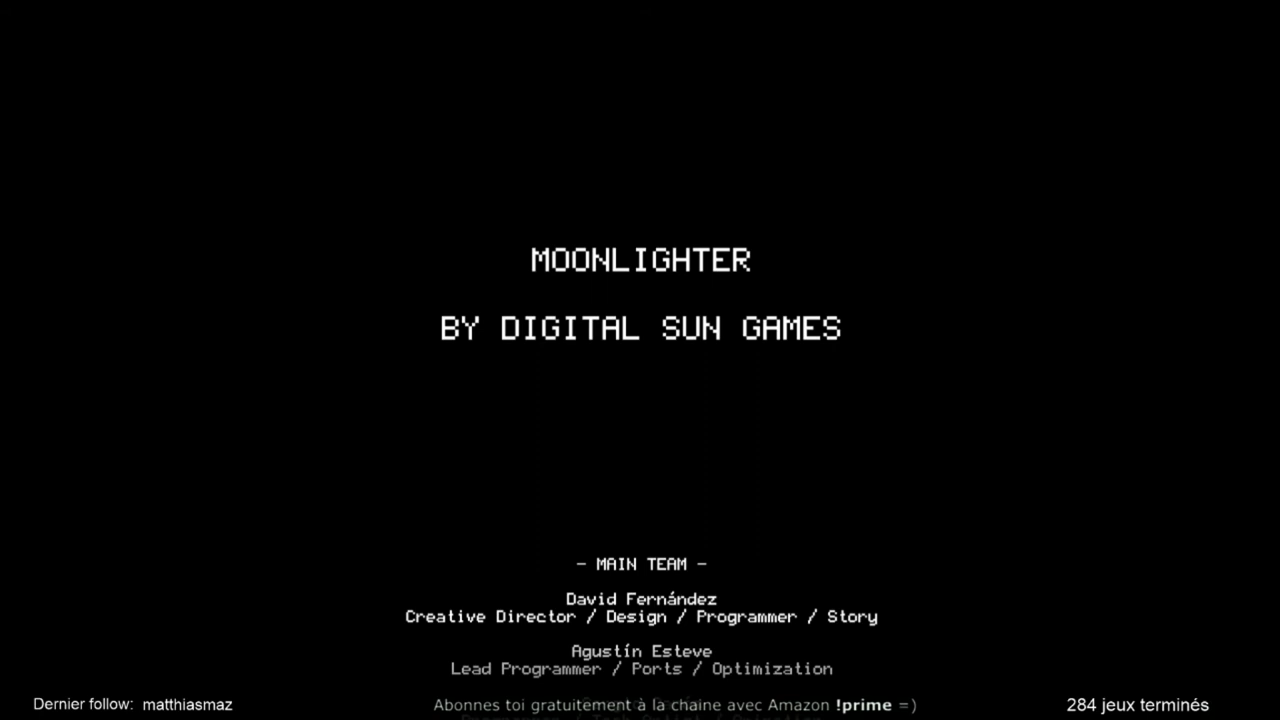 MOONLIGHTER
BY DIGITAL SUN GAMES
- MAIN TEAM -
David Fernández
Creative Director / Design / Programmer / Story
Agustín Esteve
Lead Programmer / Ports / Optimization
Dernier follow: matthiasmaz
Abonnes toi gratuitement à la chaine avec Amazon !prime =)
284 jeux terminés